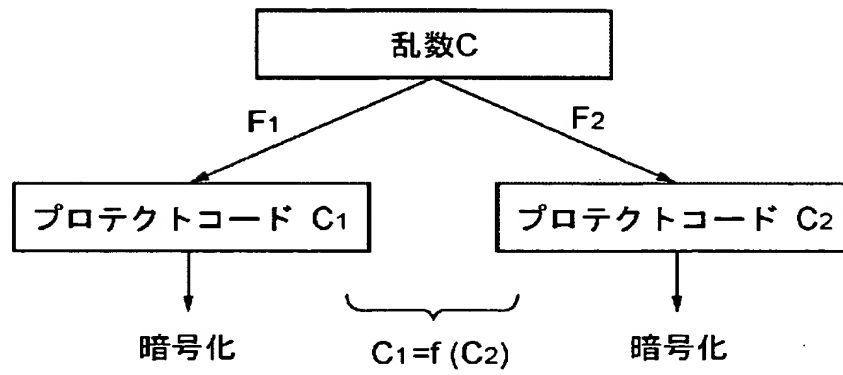 乱数C
F1
F2
プロテクトコード C1
プロテクトコード C2
暗号化
C1=f (C2)
暗号化